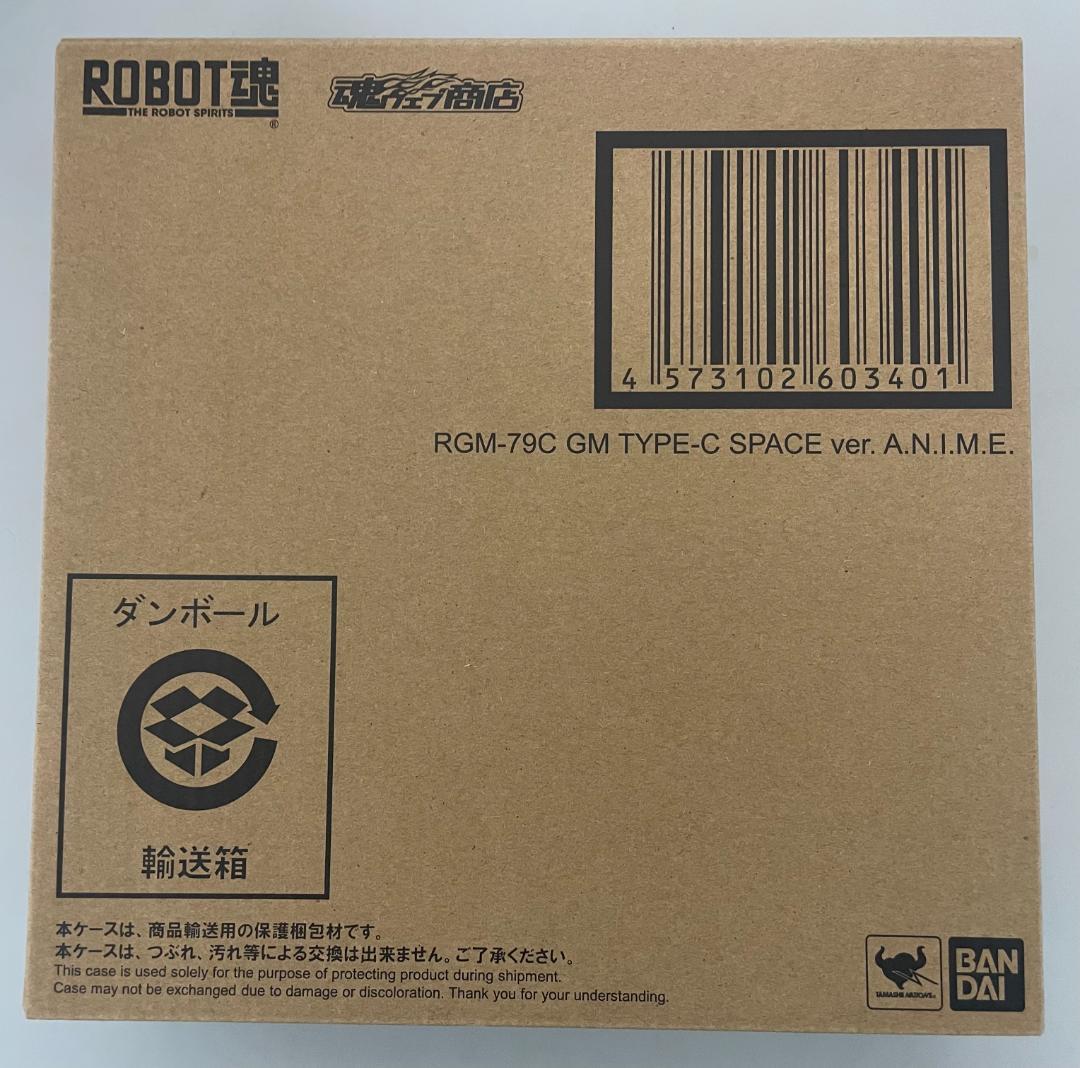 ROBOT魂
THE ROBOT SPIRITS
®
魂ウェブ商店
4 573102 603401
RGM-79C GM TYPE-C SPACE ver. A.N.I.M.E.
ダンボール
輸送箱
本ケースは、商品輸送用の保護梱包材です。
本ケースは、つぶれ、汚れ等による交換は出来ません。ご了承ください。
This case is used solely for the purpose of protecting product during shipment.
Case may not be exchanged due to damage or discoloration. Thank you for your understanding.
TAMASHII NATIONS
BAN
DAI